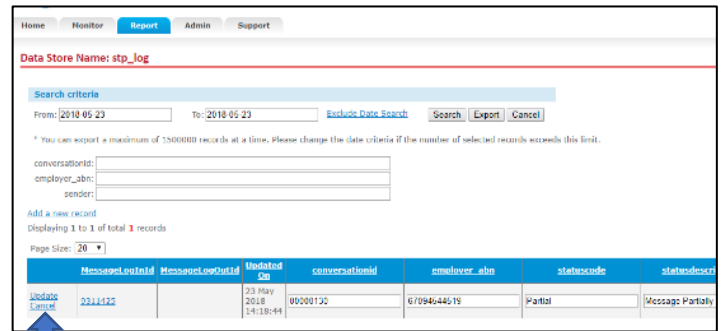 Home Monitor Report Admin Support
Data Store Name: stp_log
Search criteria
From: 2018-05-23 To: 2018-05-23 Exclude Date Search Search Export Cancel
* You can export a maximum of 1500000 records at a time. Please change the date criteria if the number of selected records exceeds this limit.
conversationid:
employer_abn:
sender:
Add a new record
Displaying 1 to 1 of total 1 records
Page Size: 20
MessageLogInId MessageLogOutId Updated On conversationid employer_abn statuscode statusdescri
Update Cancel 0311425 23 May 2018 14:18:44 00000130 67094544519 Partial Message Partially